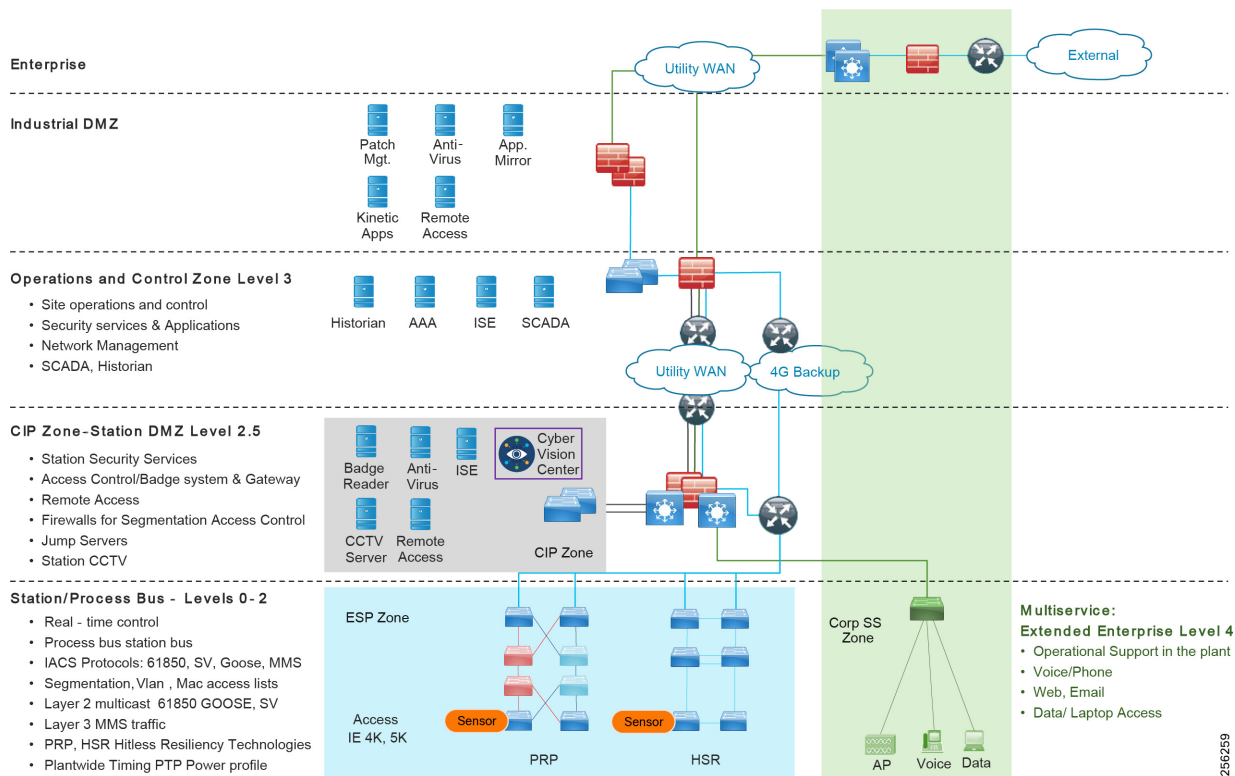 Enterprise
Utility WAN
External
Industrial DMZ
Patch
Mgt.
Anti-
Virus
App.
Mirror
Kinetic
Apps
Remote
Access
Operations and Control Zone Level 3
• Site operations and control
• Security services & Applications
• Network Management
• SCADA, Historian
Historian
AAA
ISE
SCADA
Utility WAN
4G Backup
CIP Zone-Station DMZ Level 2.5
• Station Security Services
• Access Control/Badge system & Gateway
• Remote Access
• Firewalls for Segmentation Access Control
• Jump Servers
• Station CCTV
Badge
Reader
Anti-
Virus
ISE
Cyber
Vision
Center
CCTV
Server
Remote
Access
CIP Zone
Station/Process Bus - Levels 0-2
• Real - time control
• Process bus station bus
• IACS Protocols: 61850, SV, Goose, MMS
• Segmentation, Vlan , Mac access lists
• Layer 2 multicast 61850 GOOSE, SV
• Layer 3 MMS traffic
• PRP, HSR Hitless Resiliency Technologies
• Plantwide Timing PTP Power profile
ESP Zone
Access
IE 4K, 5K
Sensor
PRP
Sensor
HSR
Corp SS
Zone
AP
Voice
Data
Multiservice:
Extended Enterprise Level 4
• Operational Support in the plant
• Voice/Phone
• Web, Email
• Data/ Laptop Access
256259